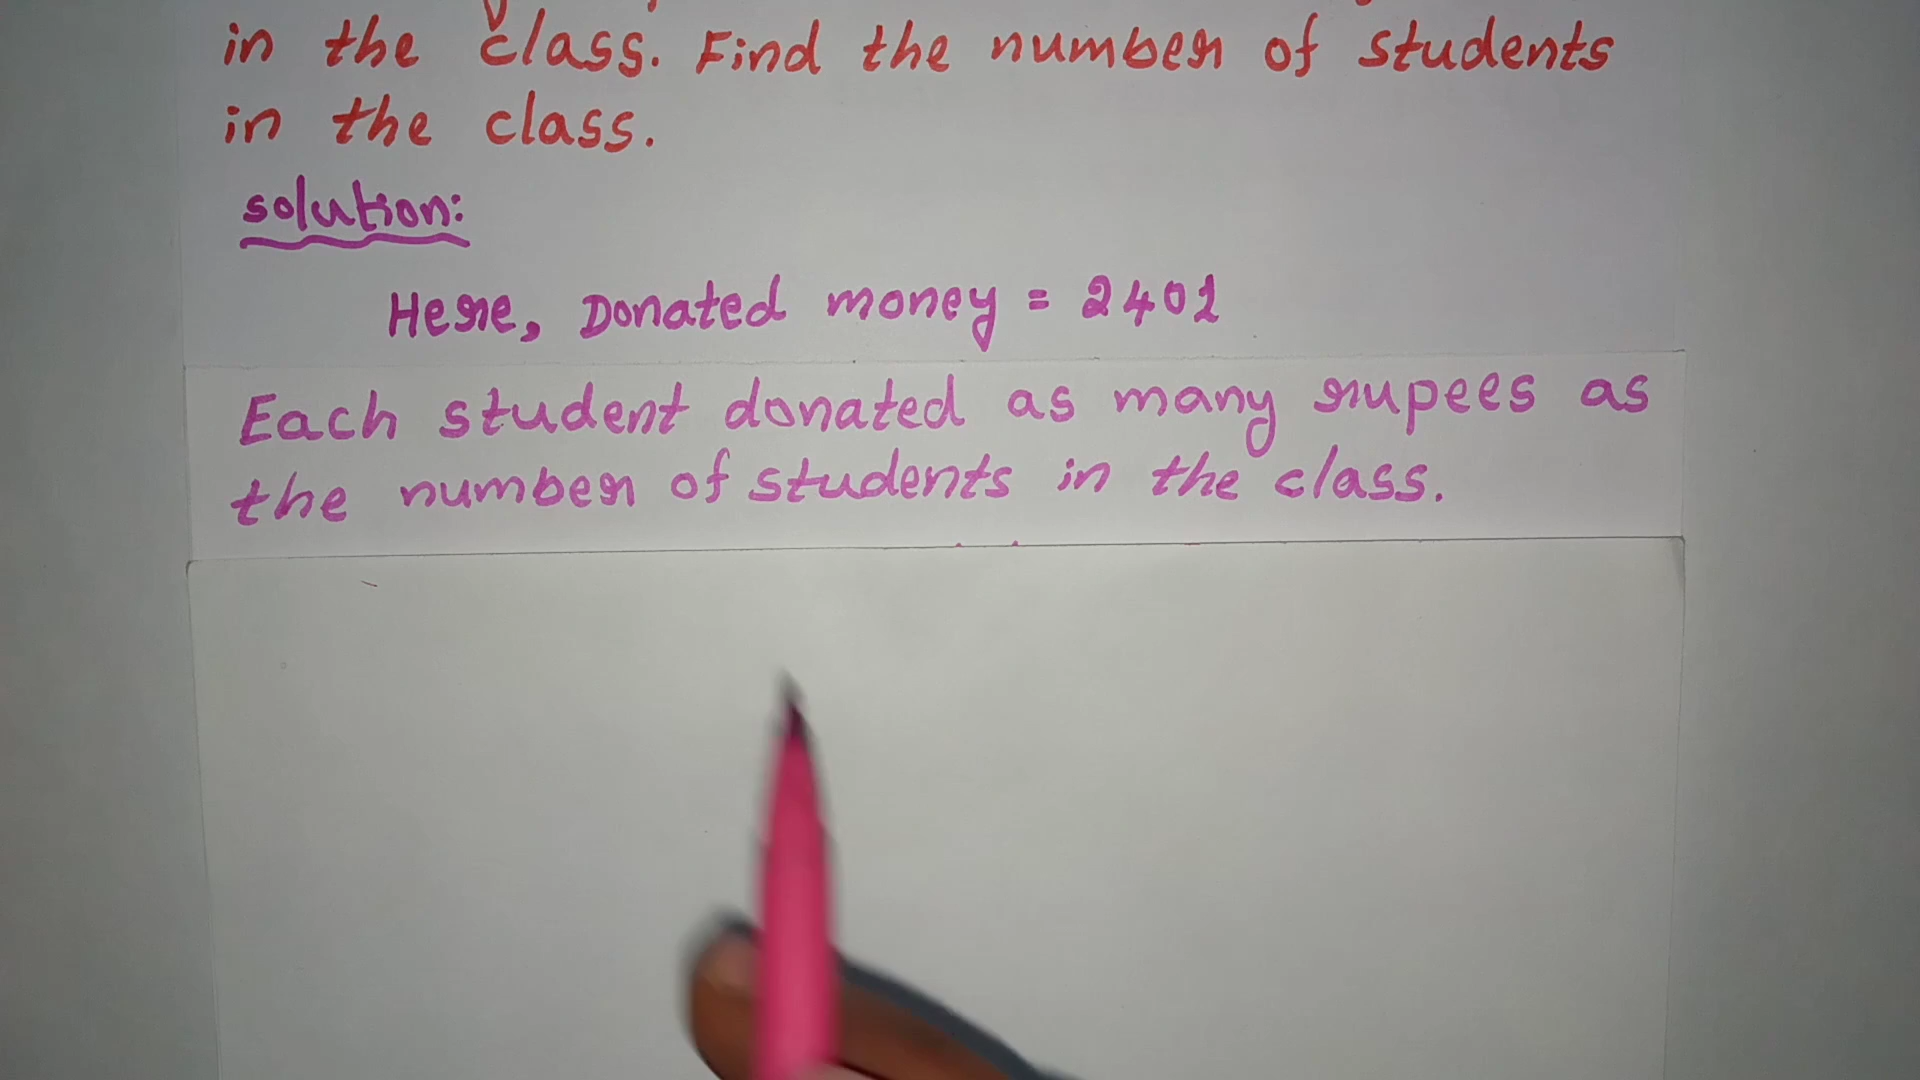 in the class. Find the number of students
in the class.
solution:
Here, Donated money = 2401
Each student donated as many rupees as
the number of students in the class.